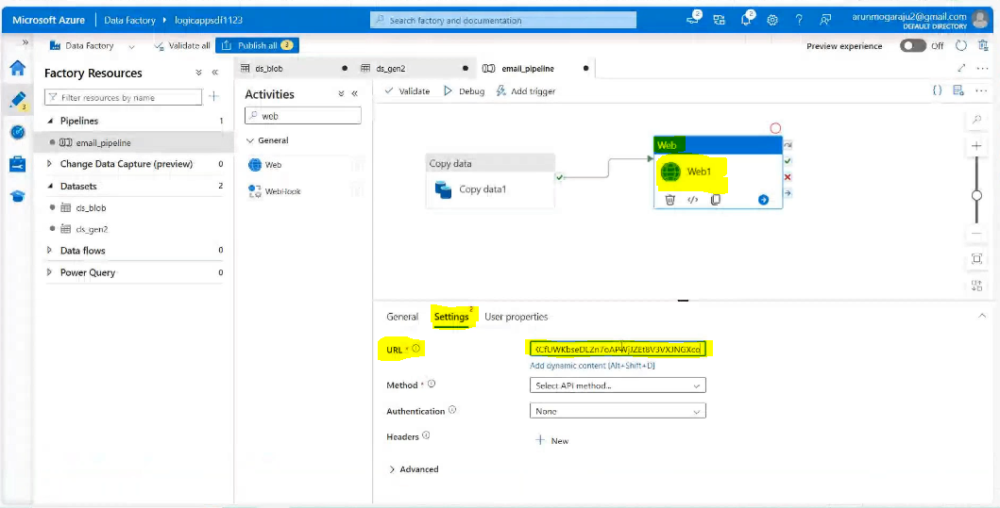 Microsoft Azure
Data Factory
logicappsdf1123
Search factory and documentation
2
2
arunmogaraju2@gmail.com
DEFAULT DIRECTORY
Data Factory
Validate all
Publish all 3
Preview experience
Off
Factory Resources
Filter resources by name
3
Pipelines 1
email_pipeline
Change Data Capture (preview) 0
Datasets 2
ds_blob
ds_gen2
Data flows 0
Power Query 0
ds_blob
ds_gen2
email_pipeline
Activities
web
General
Web
WebHook
Validate
Debug
Add trigger
Copy data
Copy data1
Web
Web1
General
Settings 2
User properties
URL *
Add dynamic content [Alt+Shift+D]
Method *
Select API method...
Authentication
None
Headers
New
Advanced